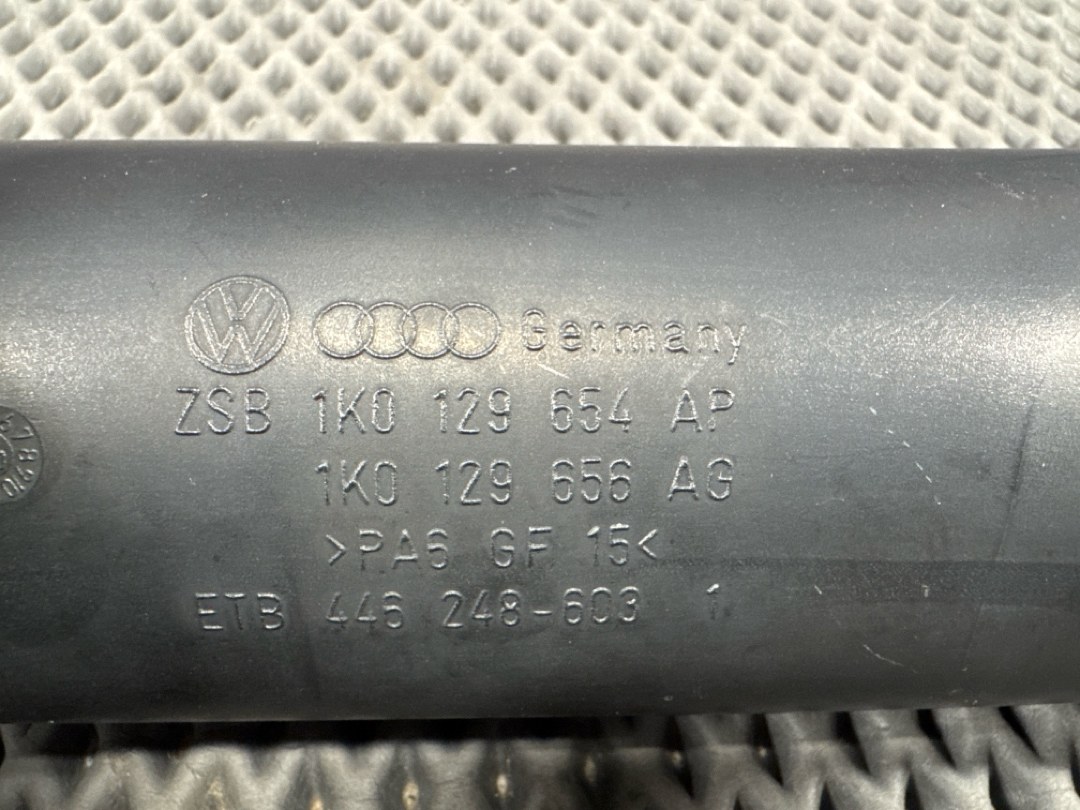 Germany
ZSB 1K0 129 654 AP
1K0 129 656 AG
>PA6 GF 15<
ETB 446 248-603 1